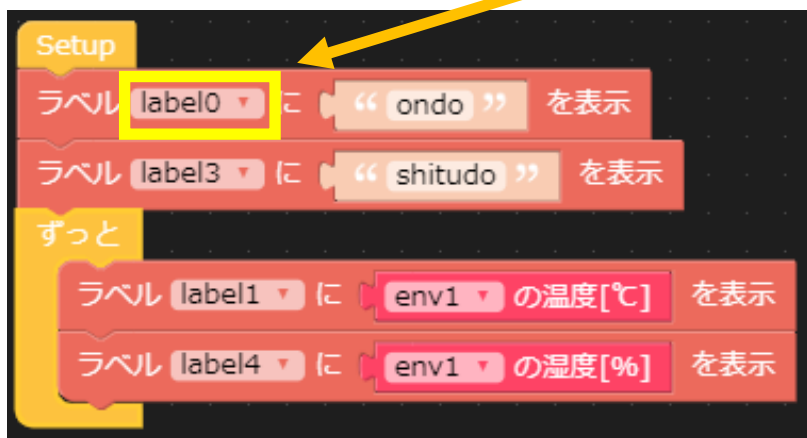 Setup
ラベル label0 ▼ に “ ondo ” を表示
ラベル label3 ▼ に “ shitudo ” を表示
ずっと
ラベル label1 ▼ に env1 ▼ の温度[℃] を表示
ラベル label4 ▼ に env1 ▼ の湿度[%] を表示